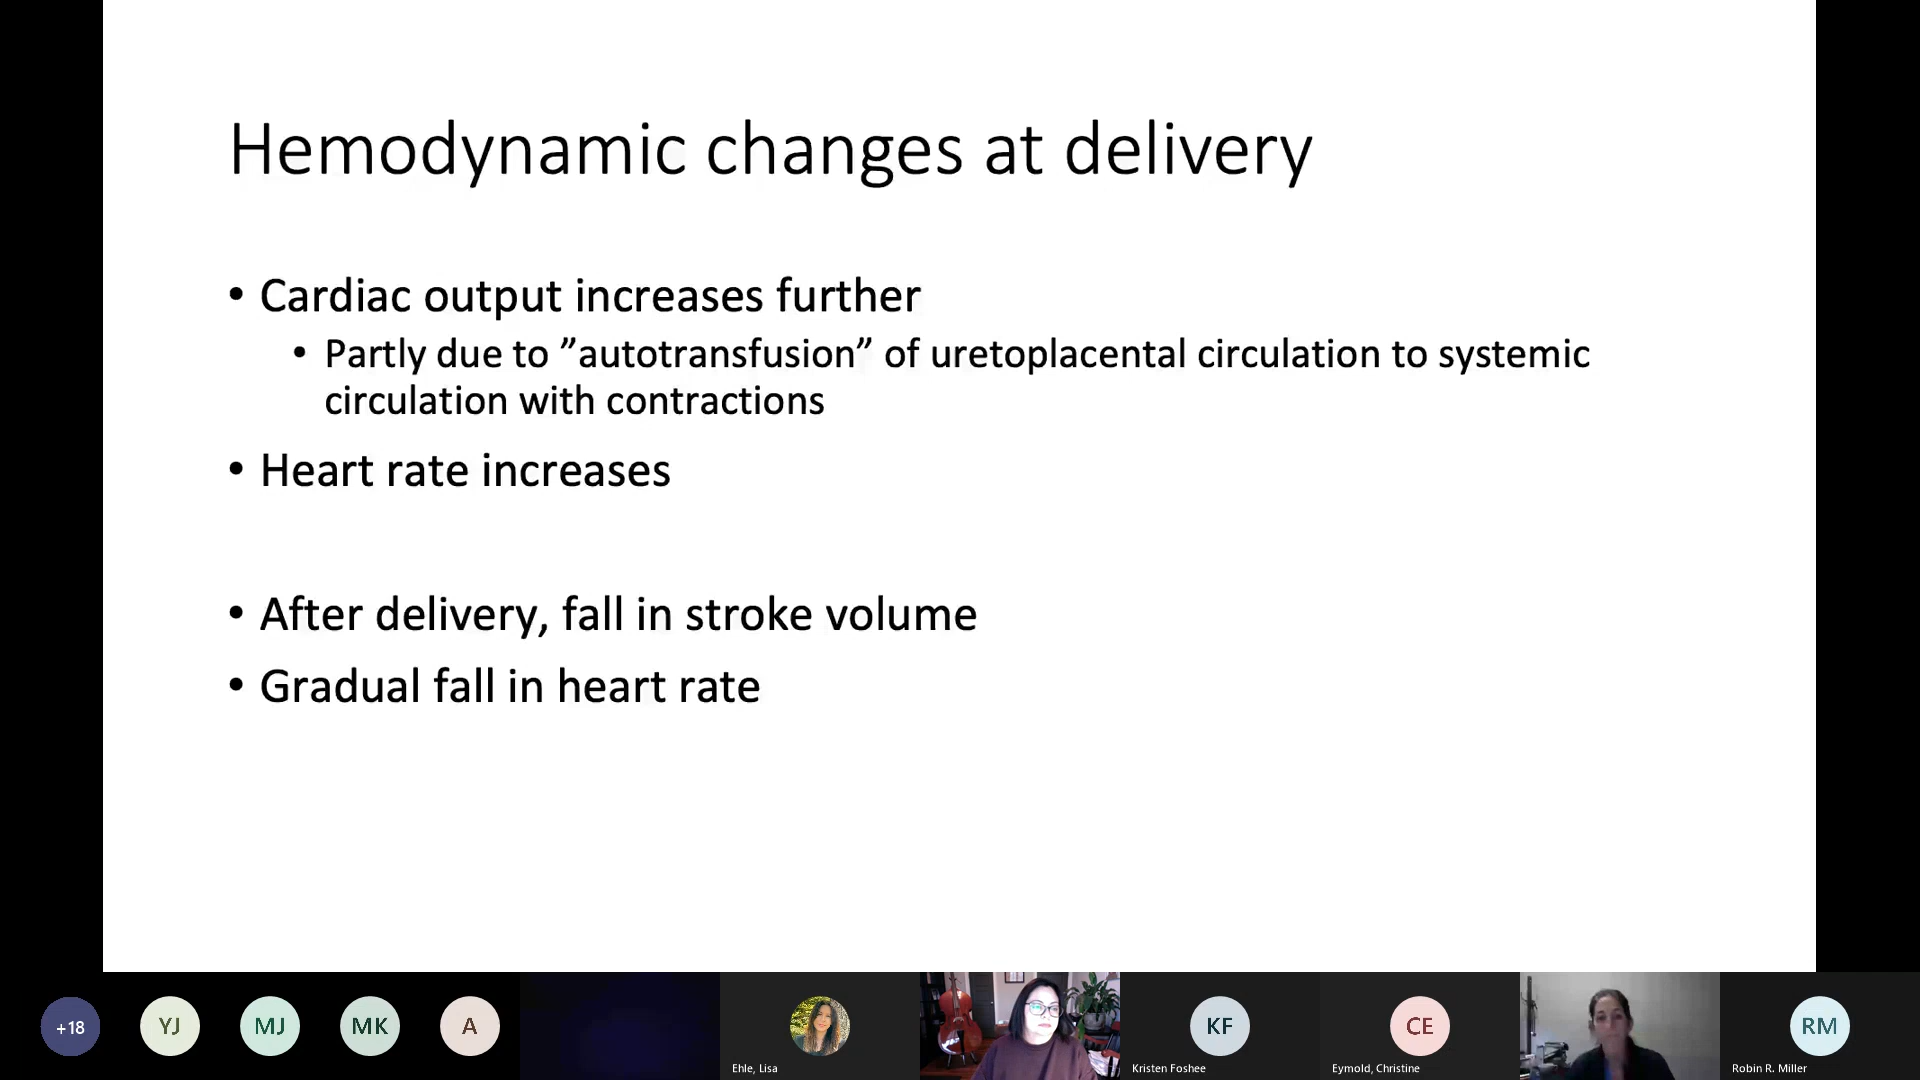 Hemodynamic changes at delivery
• Cardiac output increases further
• Partly due to ”autotransfusion” of uretoplacental circulation to systemic
circulation with contractions
• Heart rate increases
• After delivery, fall in stroke volume
• Gradual fall in heart rate
+18
YJ
MJ
MK
A
Ehle, Lisa
KF
Kristen Foshee
CE
Eymold, Christine
RM
Robin R. Miller